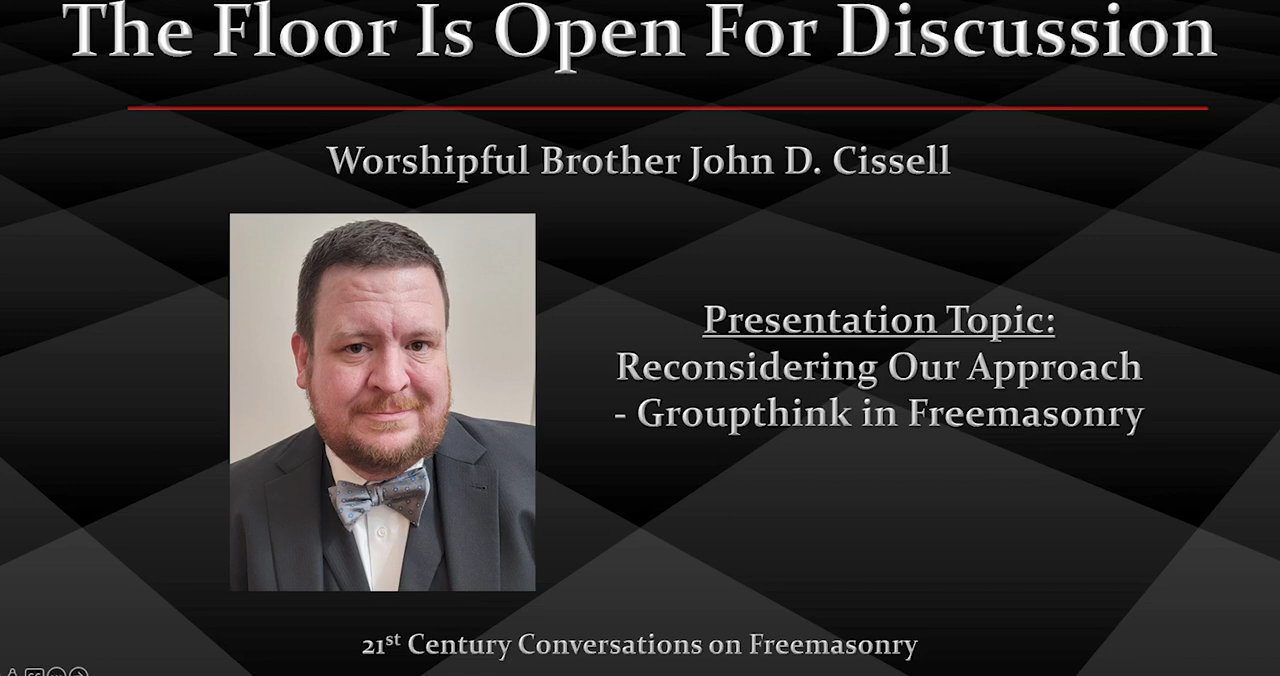 The Floor Is Open For Discussion
Worshipful Brother John D. Cissell
Presentation Topic:
Reconsidering Our Approach
- Groupthink in Freemasonry
21st Century Conversations on Freemasonry